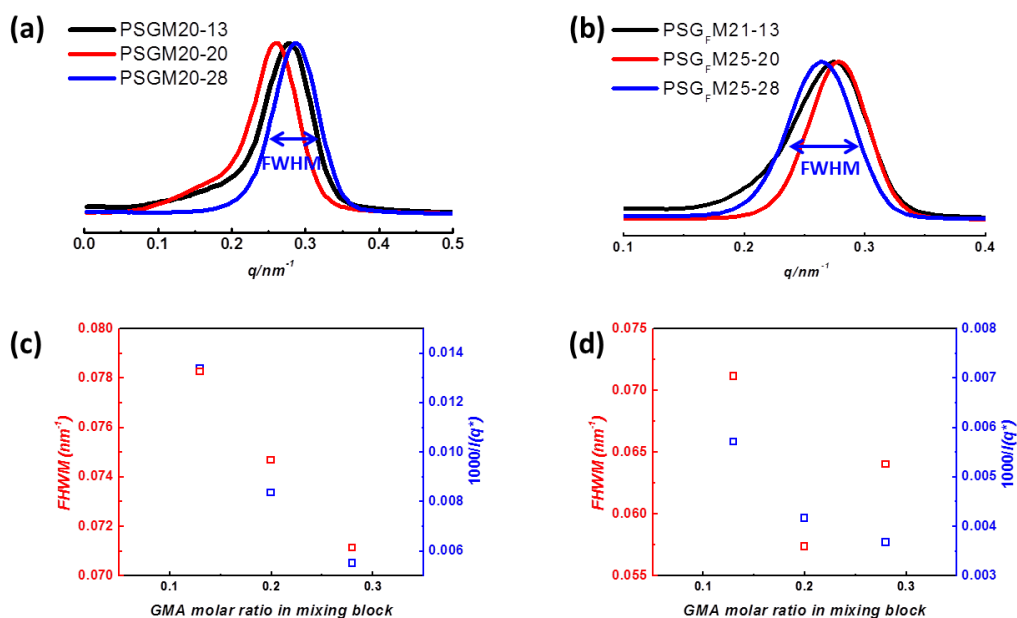 (a)
PSGM20-13
PSGM20-20
PSGM20-28
FWHM
0.0 0.1 0.2 0.3 0.4 0.5
q/nm⁻¹
(b)
PSG_FM21-13
PSG_FM25-20
PSG_FM25-28
FWHM
0.1 0.2 0.3 0.4
q/nm⁻¹
(c)
0.080
0.078
0.076
0.074
0.072
0.070
FHWM (nm⁻¹)
0.014
0.012
0.010
0.008
0.006
1000/I(q*)
0.1 0.2 0.3
GMA molar ratio in mixing block
(d)
0.075
0.070
0.065
0.060
0.055
FHWM (nm⁻¹)
0.008
0.007
0.006
0.005
0.004
0.003
1000/I(q*)
0.1 0.2 0.3
GMA molar ratio in mixing block